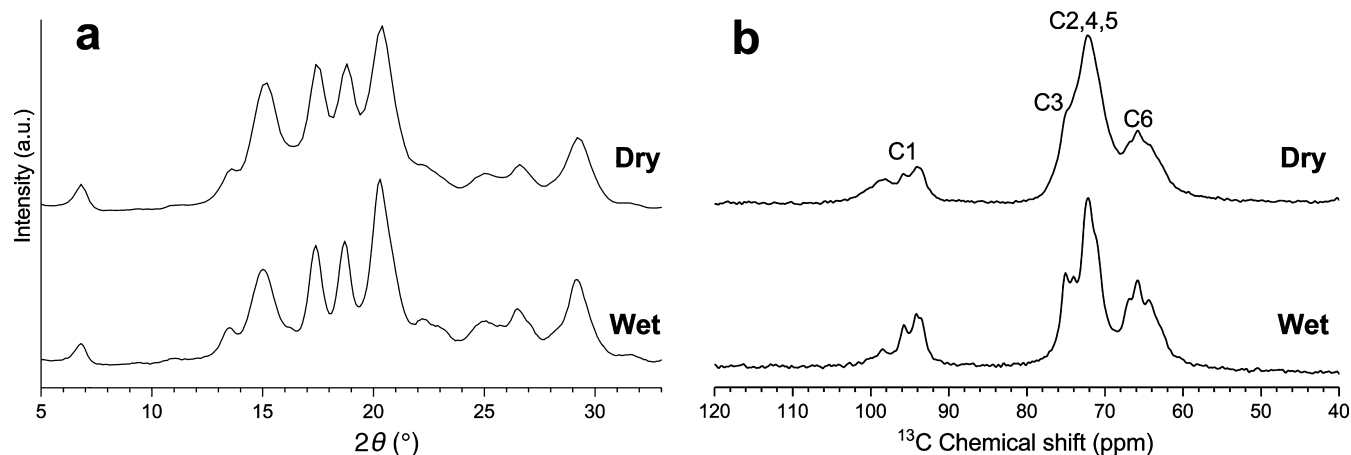 a
Intensity (a.u.)
Dry
Wet
5 10 15 20 25 30
2θ (°)
b
C2,4,5
C3
C6
C1
Dry
Wet
120 110 100 90 80 70 60 50 40
¹³C Chemical shift (ppm)